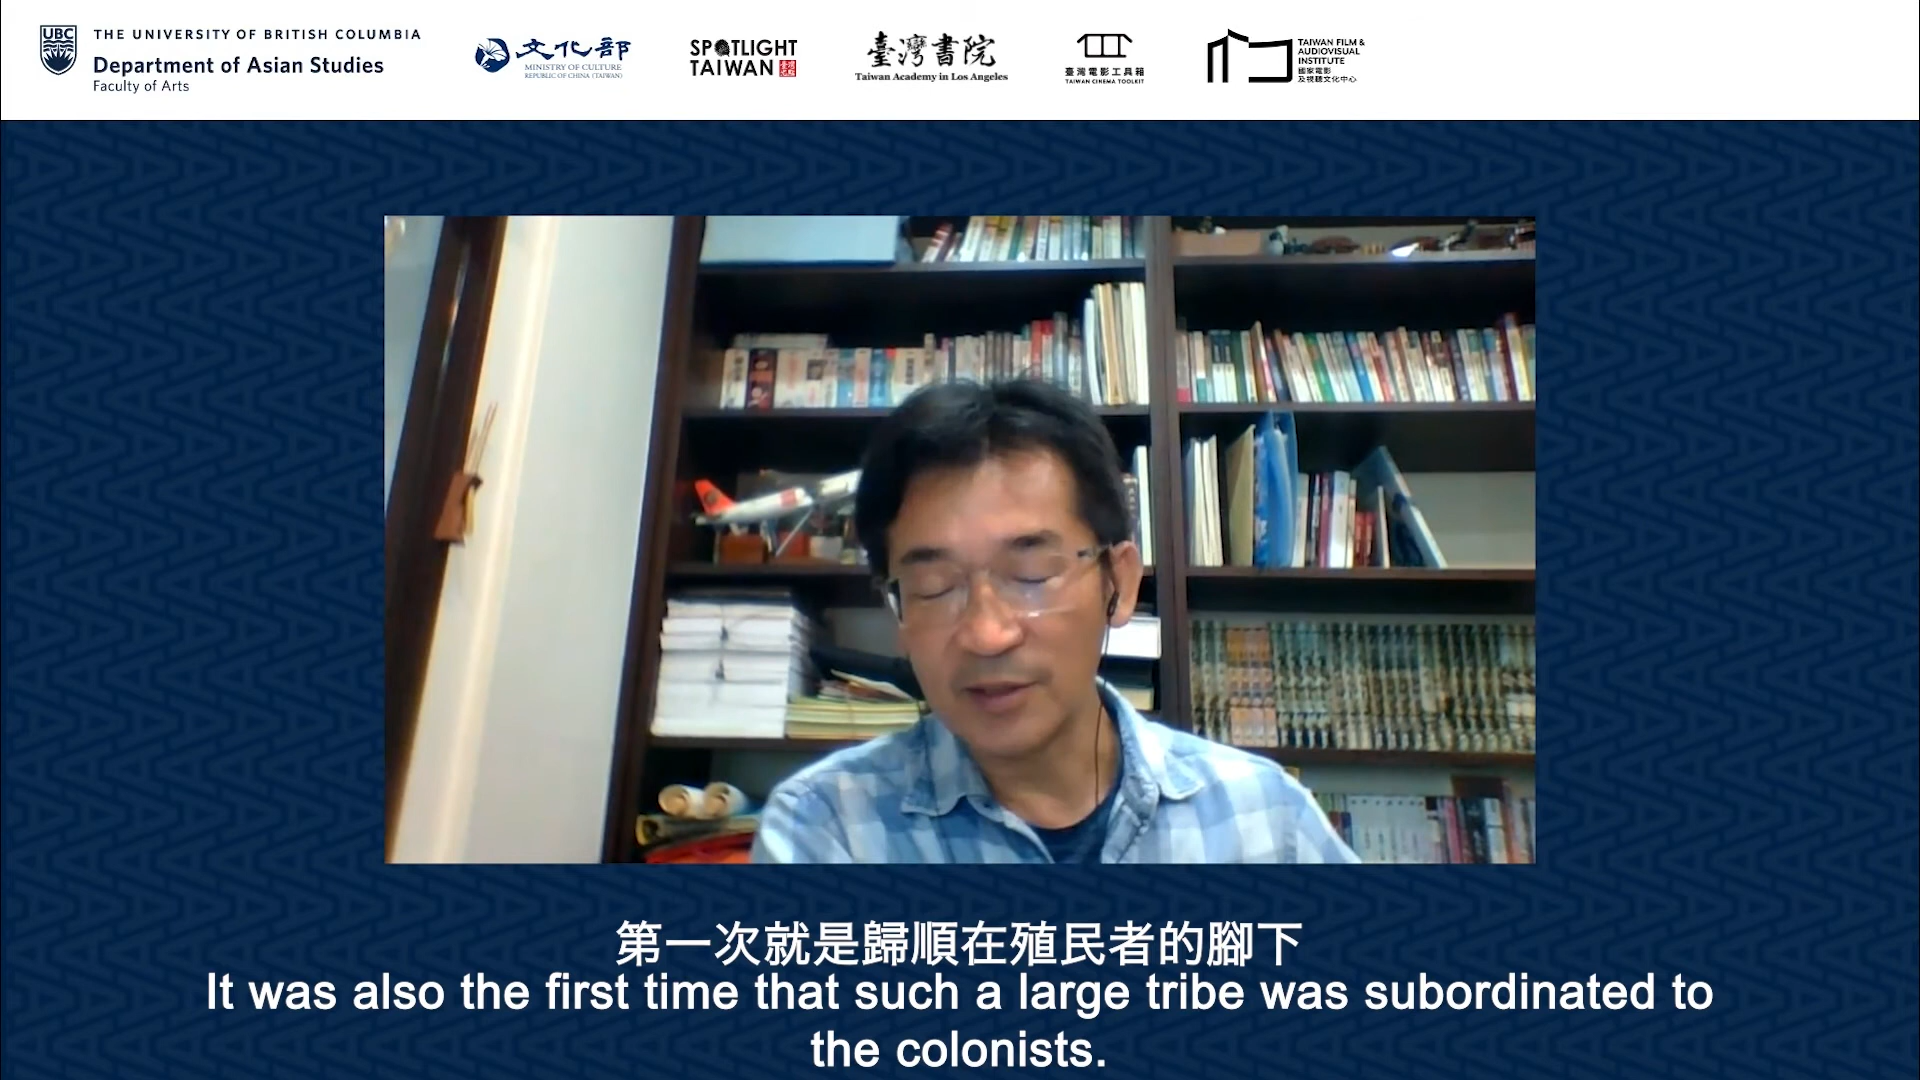 UBC
THE UNIVERSITY OF BRITISH COLUMBIA
Department of Asian Studies
Faculty of Arts
文化部
MINISTRY OF CULTURE
REPUBLIC OF CHINA (TAIWAN)
SPOTLIGHT
TAIWAN
臺灣書院
Taiwan Academy in Los Angeles
臺灣電影工具箱
TAIWAN CINEMA TOOLKIT
TAIWAN FILM &
AUDIOVISUAL
INSTITUTE
國家電影
及視聽文化中心
第一次就是歸順在殖民者的腳下
It was also the first time that such a large tribe was subordinated to
the colonists.